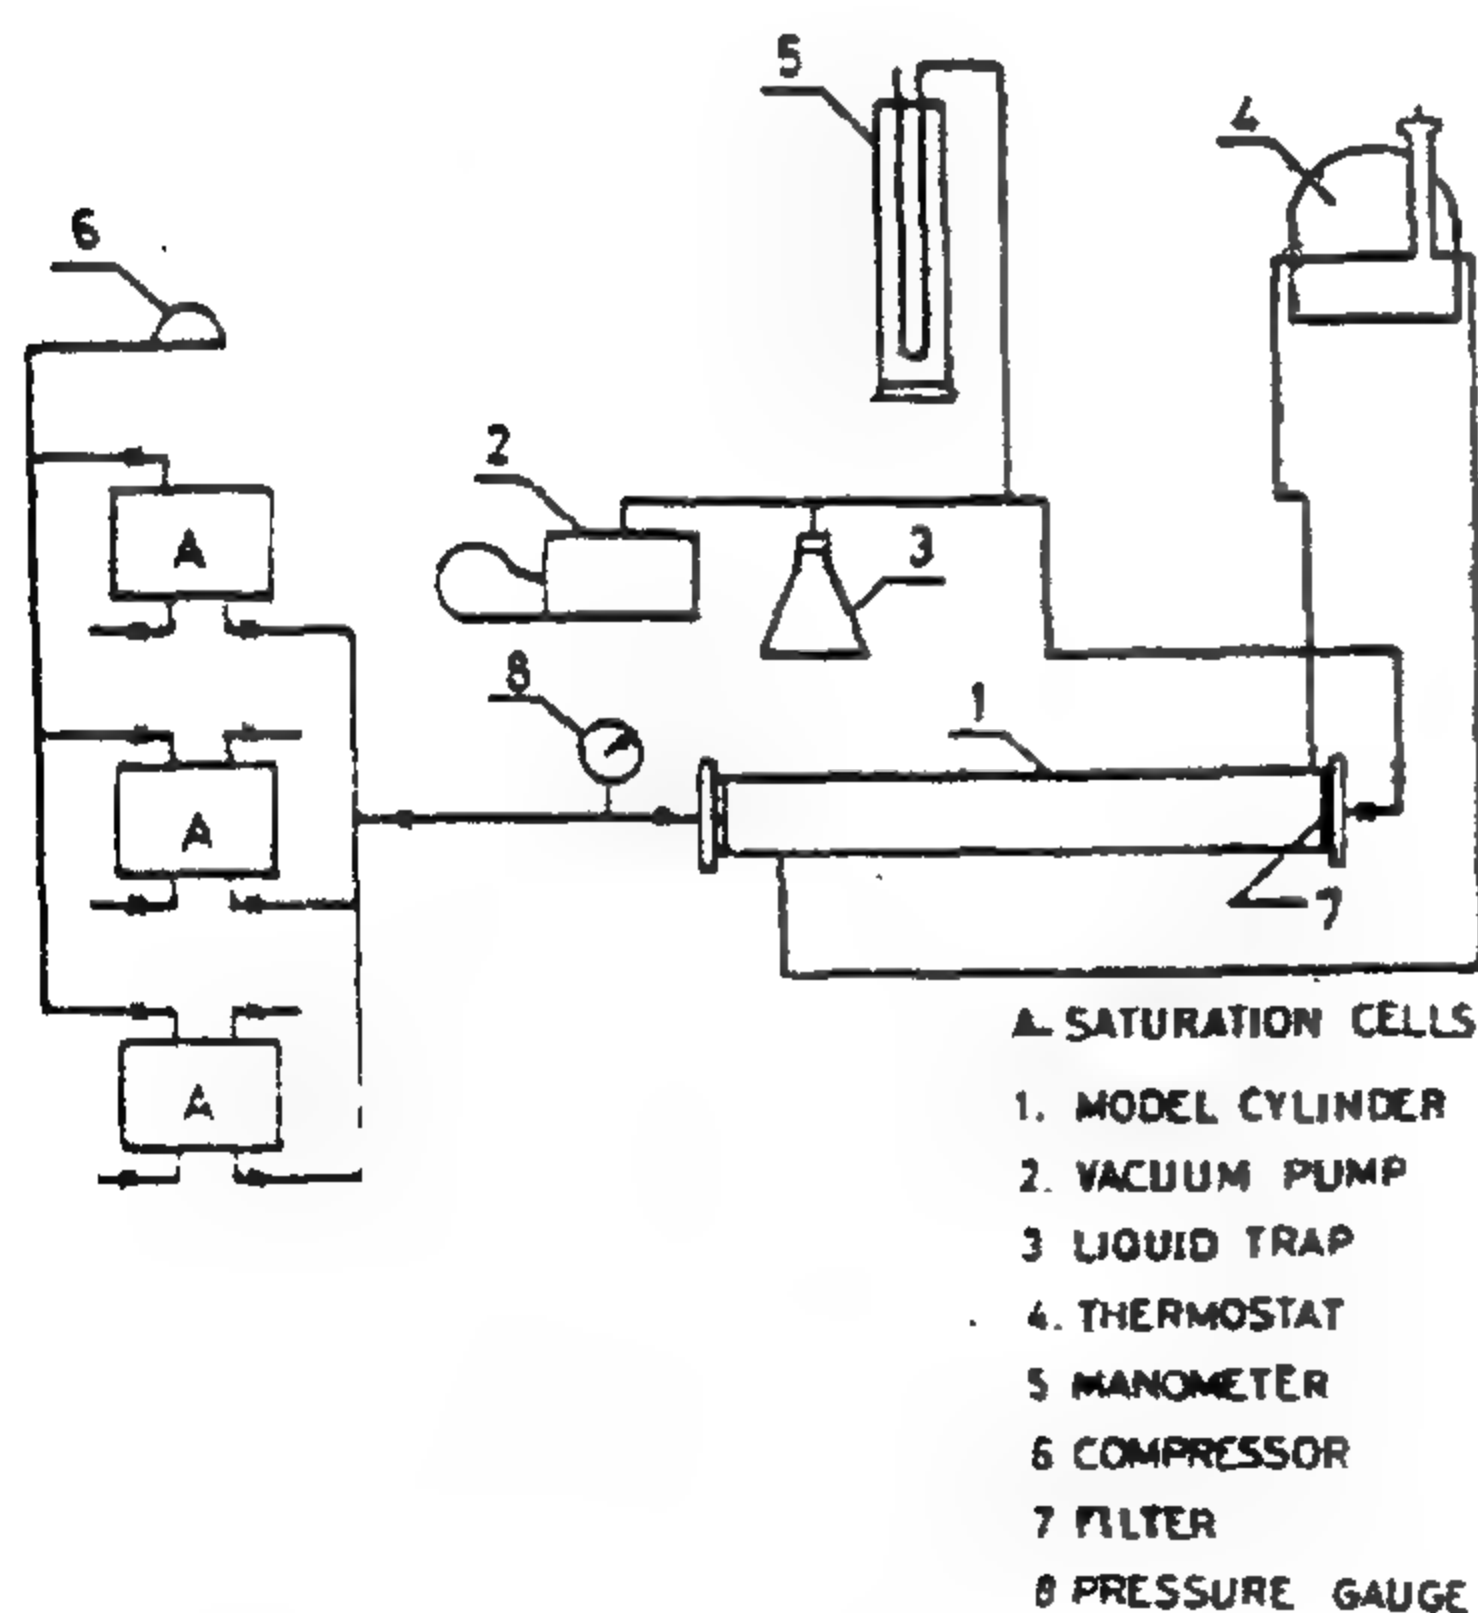 5
4
6
2
3
8
1
A
A
A
7
A- SATURATION CELLS
1. MODEL CYLINDER
2. VACUUM PUMP
3 LIQUID TRAP
4. THERMOSTAT
5 MANOMETER
6 COMPRESSOR
7 FILTER
8 PRESSURE GAUGE